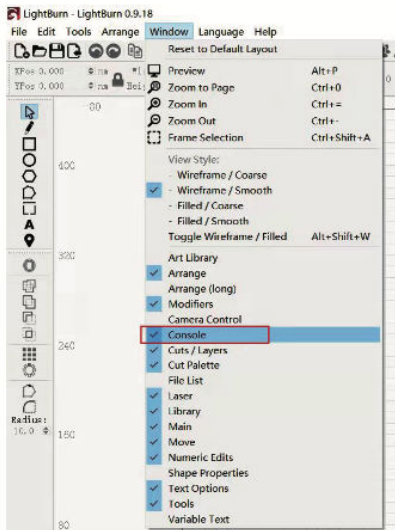 LightBurn - LightBurn 0.9.18
File Edit Tools Arrange Window Language Help
Reset to Default Layout
XPos 0.000
YPos 0.000
Preview Alt+P
Zoom to Page Ctrl+0
Zoom In Ctrl+=
Zoom Out Ctrl+-
Frame Selection Ctrl+Shift+A
View Style:
- Wireframe / Coarse
- Wireframe / Smooth
- Filled / Coarse
- Filled / Smooth
Toggle Wireframe / Filled Alt+Shift+W
Art Library
Arrange
Arrange (long)
Modifiers
Camera Control
Console
Cuts / Layers
Cut Palette
File List
Laser
Library
Main
Move
Numeric Edits
Shape Properties
Text Options
Tools
Variable Text
400
320
240
160
80
A
Radius:
10.0